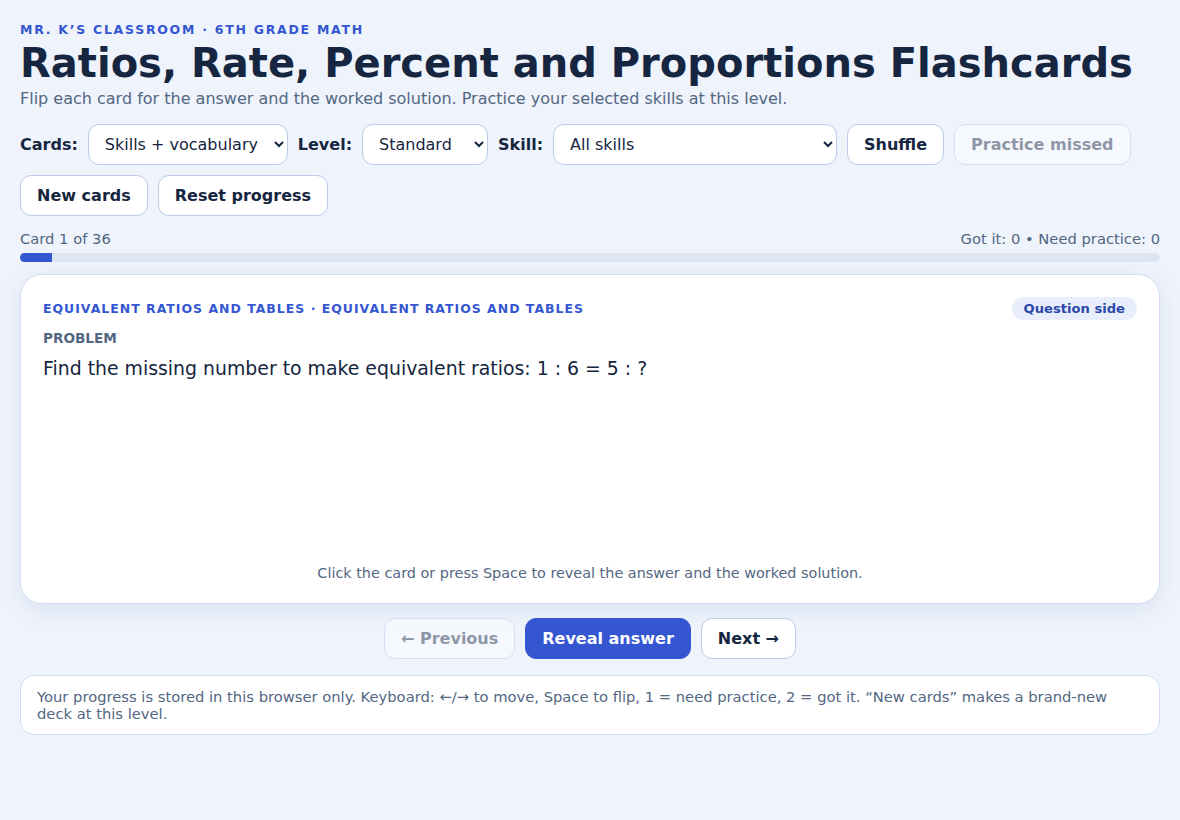 MR. K’S CLASSROOM · 6TH GRADE MATH
Ratios, Rate, Percent and Proportions Flashcards
Flip each card for the answer and the worked solution. Practice your selected skills at this level.
Cards: Skills + vocabulary Level: Standard Skill: All skills Shuffle Practice missed
New cards Reset progress
Card 1 of 36 Got it: 0 • Need practice: 0
EQUIVALENT RATIOS AND TABLES · EQUIVALENT RATIOS AND TABLES Question side
PROBLEM
Find the missing number to make equivalent ratios: 1 : 6 = 5 : ?
Click the card or press Space to reveal the answer and the worked solution.
← Previous Reveal answer Next →
Your progress is stored in this browser only. Keyboard: ←/→ to move, Space to flip, 1 = need practice, 2 = got it. “New cards” makes a brand-new
deck at this level.